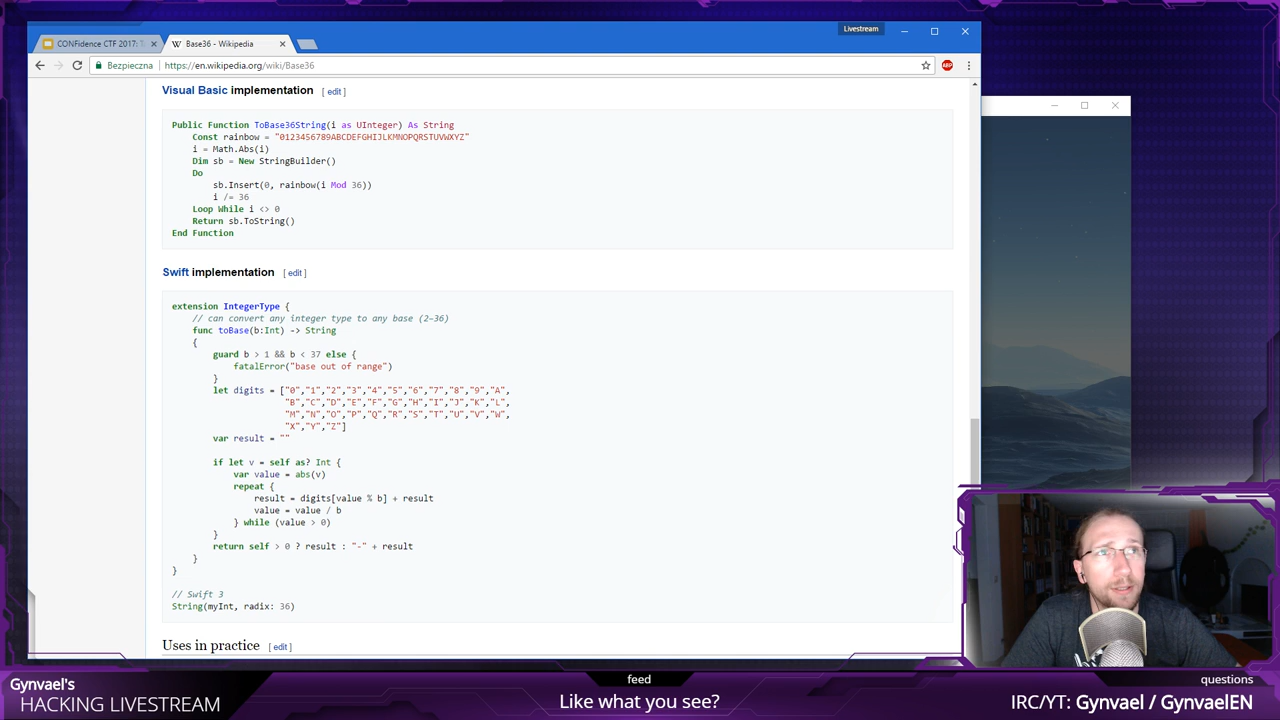 Livestream
CONFidence CTF 2017: T
Base36 - Wikipedia
Bezpieczna
https://en.wikipedia.org/wiki/Base36
ABP
Visual Basic implementation [ edit ]
Public Function ToBase36String(i as UInteger) As String
Const rainbow = "0123456789ABCDEFGHIJLKMNOPQRSTUVWXYZ"
i = Math.Abs(i)
Dim sb = New StringBuilder()
Do
sb.Insert(0, rainbow(i Mod 36))
i /= 36
Loop While i <> 0
Return sb.ToString()
End Function
Swift implementation [ edit ]
extension IntegerType {
// can convert any integer type to any base (2—36)
func toBase(b:Int) -> String
{
guard b > 1 && b < 37 else {
fatalError("base out of range")
}
let digits = ["0","1","2","3","4","5","6","7","8","9","A",
"B","C","D","E","F","G","H","I","J","K","L",
"M","N","O","P","Q","R","S","T","U","V","W",
"X","Y","Z"]
var result = ""
if let v = self as? Int {
var value = abs(v)
repeat {
result = digits[value % b] + result
value = value / b
} while (value > 0)
}
return self > 0 ? result : "-" + result
}
}
// Swift 3
String(myInt, radix: 36)
Uses in practice [ edit ]
Gynvael's
HACKING LIVESTREAM
feed
Like what you see?
questions
IRC/YT: Gynvael / GynvaelEN